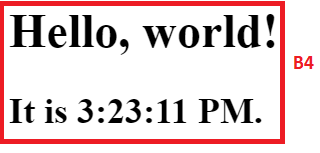 Hello, world!
B4
It is 3:23:11 PM.